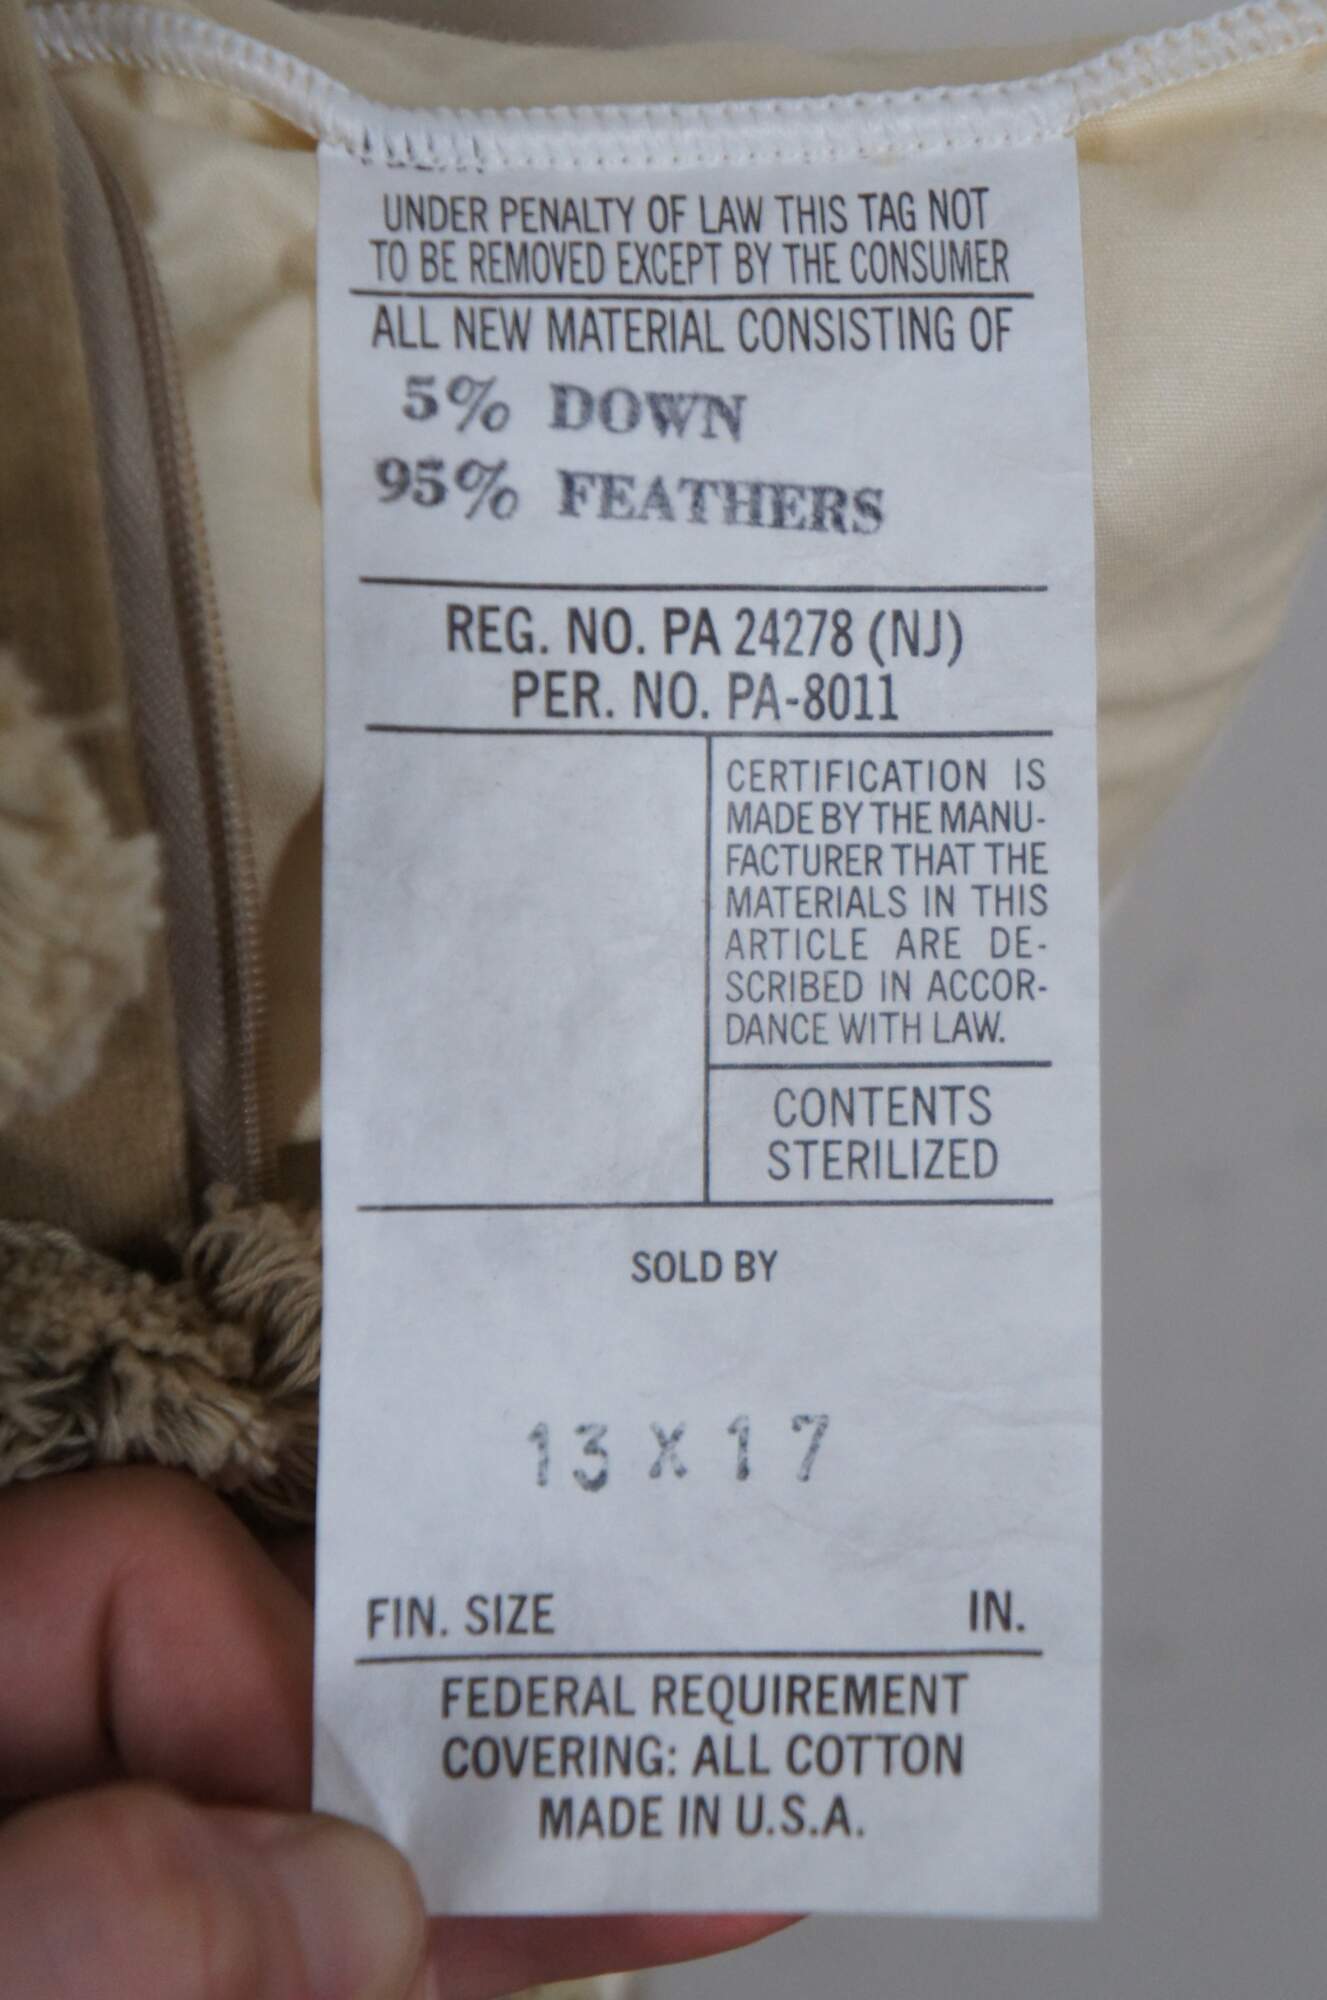 UNDER PENALTY OF LAW THIS TAG NOT
TO BE REMOVED EXCEPT BY THE CONSUMER
ALL NEW MATERIAL CONSISTING OF
5% DOWN
95% FEATHERS
REG. NO. PA 24278 (NJ)
PER. NO. PA-8011
CERTIFICATION IS
MADE BY THE MANU-
FACTURER THAT THE
MATERIALS IN THIS
ARTICLE ARE DE-
SCRIBED IN ACCOR-
DANCE WITH LAW.
CONTENTS
STERILIZED
SOLD BY
13 X 17
FIN. SIZE IN.
FEDERAL REQUIREMENT
COVERING: ALL COTTON
MADE IN U.S.A.